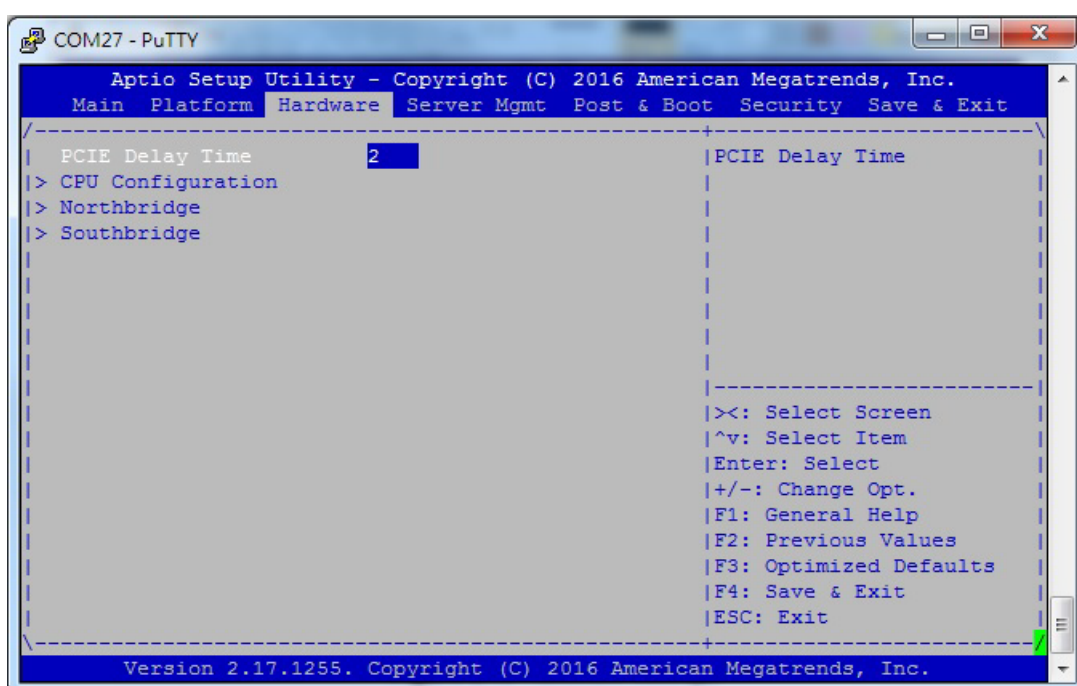 COM27 - PuTTY
Aptio Setup Utility - Copyright (C) 2016 American Megatrends, Inc.
Main Platform Hardware Server Mgmt Post & Boot Security Save & Exit
PCIE Delay Time 2
> CPU Configuration
> Northbridge
> Southbridge
PCIE Delay Time
><: Select Screen
^v: Select Item
Enter: Select
+/-: Change Opt.
F1: General Help
F2: Previous Values
F3: Optimized Defaults
F4: Save & Exit
ESC: Exit
Version 2.17.1255. Copyright (C) 2016 American Megatrends, Inc.